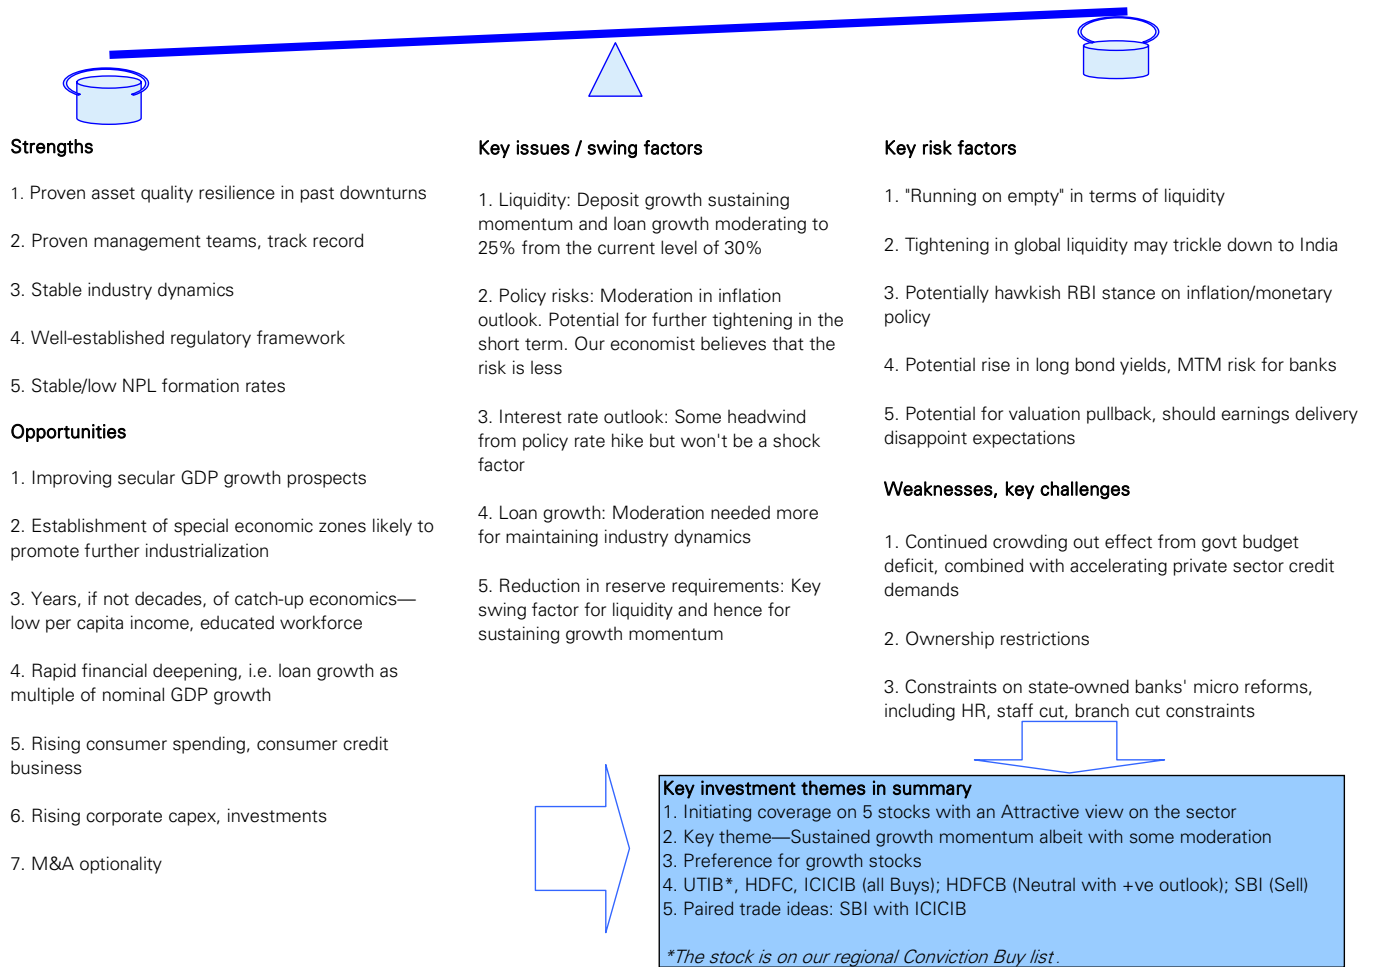 Strengths
1. Proven asset quality resilience in past downturns
2. Proven management teams, track record
3. Stable industry dynamics
4. Well-established regulatory framework
5. Stable/low NPL formation rates
Opportunities
1. Improving secular GDP growth prospects
2. Establishment of special economic zones likely to
promote further industrialization
3. Years, if not decades, of catch-up economics—
low per capita income, educated workforce
4. Rapid financial deepening, i.e. loan growth as
multiple of nominal GDP growth
5. Rising consumer spending, consumer credit
business
6. Rising corporate capex, investments
7. M&A optionality
Key issues / swing factors
1. Liquidity: Deposit growth sustaining
momentum and loan growth moderating to
25% from the current level of 30%
2. Policy risks: Moderation in inflation
outlook. Potential for further tightening in the
short term. Our economist believes that the
risk is less
3. Interest rate outlook: Some headwind
from policy rate hike but won't be a shock
factor
4. Loan growth: Moderation needed more
for maintaining industry dynamics
5. Reduction in reserve requirements: Key
swing factor for liquidity and hence for
sustaining growth momentum
Key risk factors
1. "Running on empty" in terms of liquidity
2. Tightening in global liquidity may trickle down to India
3. Potentially hawkish RBI stance on inflation/monetary
policy
4. Potential rise in long bond yields, MTM risk for banks
5. Potential for valuation pullback, should earnings delivery
disappoint expectations
Weaknesses, key challenges
1. Continued crowding out effect from govt budget
deficit, combined with accelerating private sector credit
demands
2. Ownership restrictions
3. Constraints on state-owned banks' micro reforms,
including HR, staff cut, branch cut constraints
Key investment themes in summary
1. Initiating coverage on 5 stocks with an Attractive view on the sector
2. Key theme—Sustained growth momentum albeit with some moderation
3. Preference for growth stocks
4. UTIB*, HDFC, ICICIB (all Buys); HDFCB (Neutral with +ve outlook); SBI (Sell)
5. Paired trade ideas: SBI with ICICIB
*The stock is on our regional Conviction Buy list.